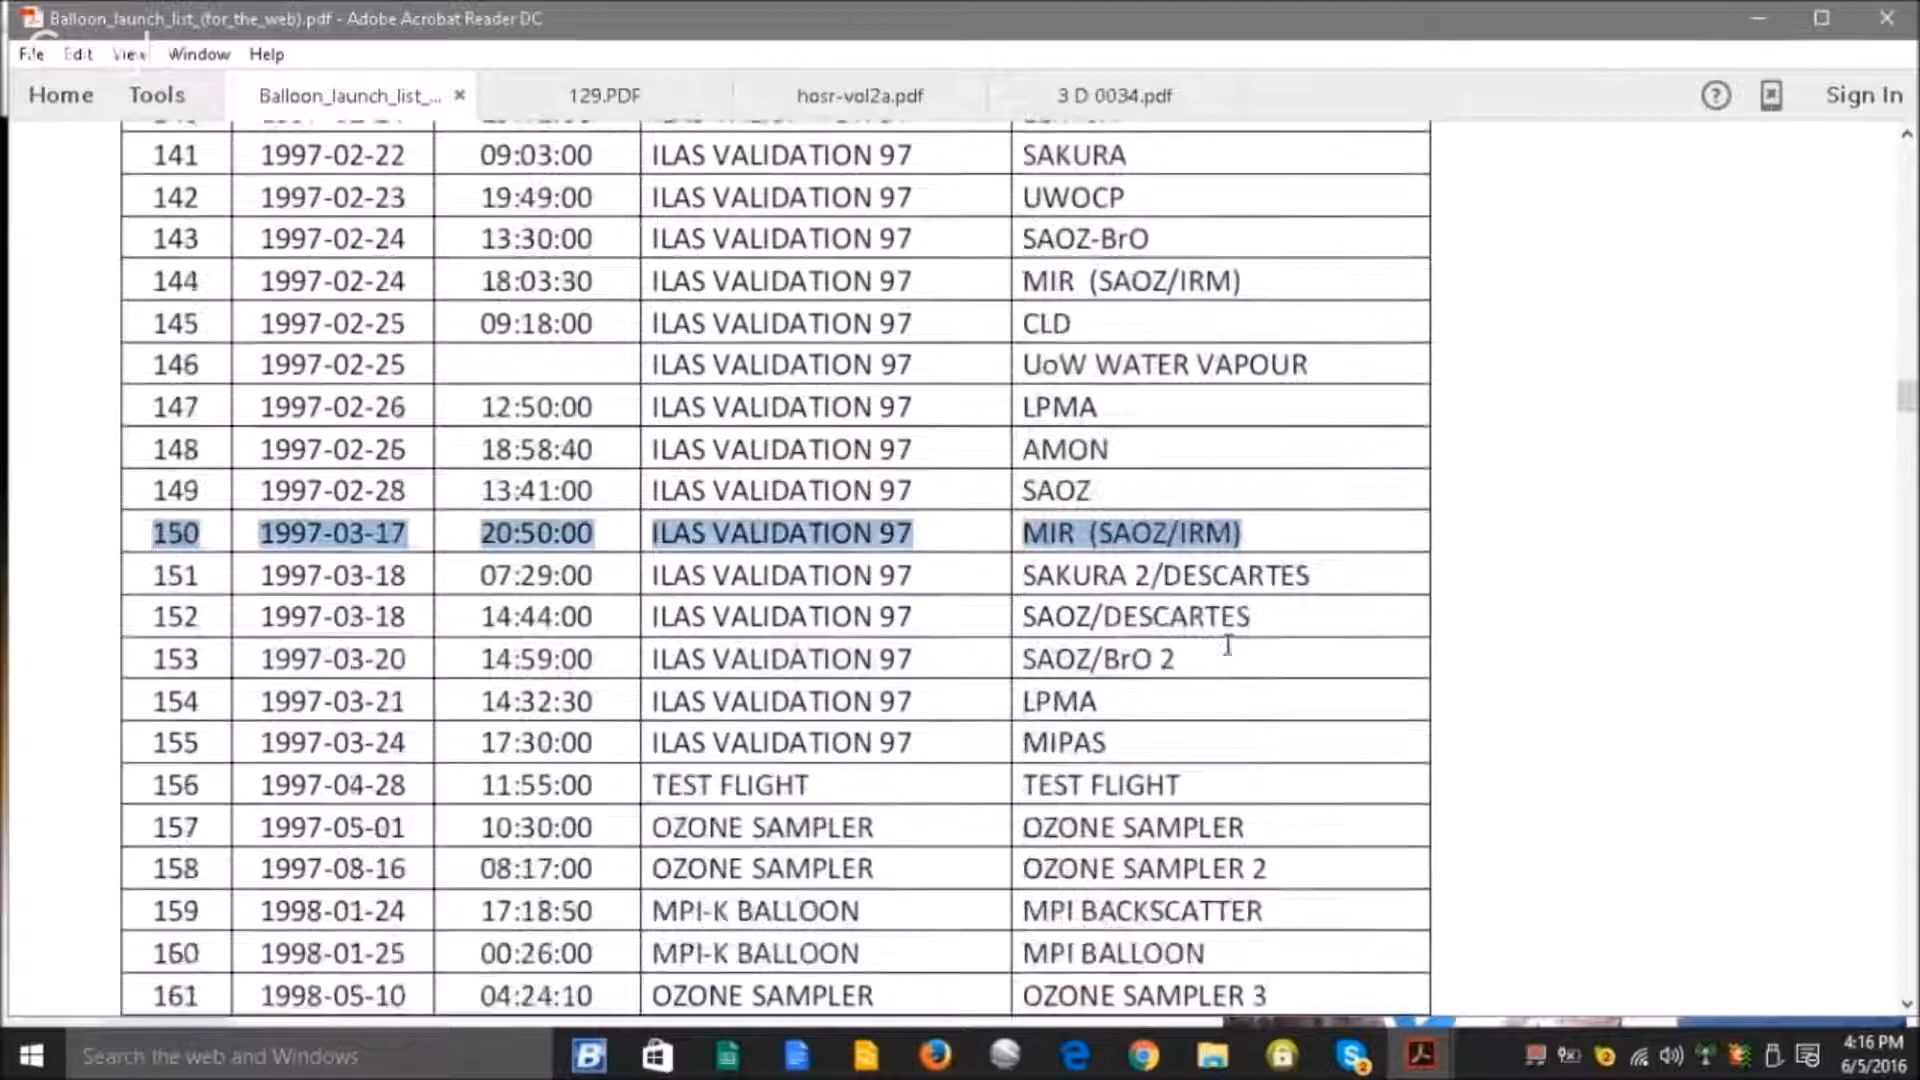 Balloon_launch_list_(for_the_web).pdf - Adobe Acrobat Reader DC
File Edit View Window Help
Home Tools Balloon_launch_list_... × 129.PDF hosr-vol2a.pdf 3 D 0034.pdf ? Sign In
141 1997-02-22 09:03:00 ILAS VALIDATION 97 SAKURA
142 1997-02-23 19:49:00 ILAS VALIDATION 97 UWOCP
143 1997-02-24 13:30:00 ILAS VALIDATION 97 SAOZ-BrO
144 1997-02-24 18:03:30 ILAS VALIDATION 97 MIR (SAOZ/IRM)
145 1997-02-25 09:18:00 ILAS VALIDATION 97 CLD
146 1997-02-25 ILAS VALIDATION 97 UoW WATER VAPOUR
147 1997-02-26 12:50:00 ILAS VALIDATION 97 LPMA
148 1997-02-26 18:58:40 ILAS VALIDATION 97 AMON
149 1997-02-28 13:41:00 ILAS VALIDATION 97 SAOZ
150 1997-03-17 20:50:00 ILAS VALIDATION 97 MIR (SAOZ/IRM)
151 1997-03-18 07:29:00 ILAS VALIDATION 97 SAKURA 2/DESCARTES
152 1997-03-18 14:44:00 ILAS VALIDATION 97 SAOZ/DESCARTES
153 1997-03-20 14:59:00 ILAS VALIDATION 97 SAOZ/BrO 2
154 1997-03-21 14:32:30 ILAS VALIDATION 97 LPMA
155 1997-03-24 17:30:00 ILAS VALIDATION 97 MIPAS
156 1997-04-28 11:55:00 TEST FLIGHT TEST FLIGHT
157 1997-05-01 10:30:00 OZONE SAMPLER OZONE SAMPLER
158 1997-08-16 08:17:00 OZONE SAMPLER OZONE SAMPLER 2
159 1998-01-24 17:18:50 MPI-K BALLOON MPI BACKSCATTER
160 1998-01-25 00:26:00 MPI-K BALLOON MPI BALLOON
161 1998-05-10 04:24:10 OZONE SAMPLER OZONE SAMPLER 3
Search the web and Windows
4:16 PM
6/5/2016